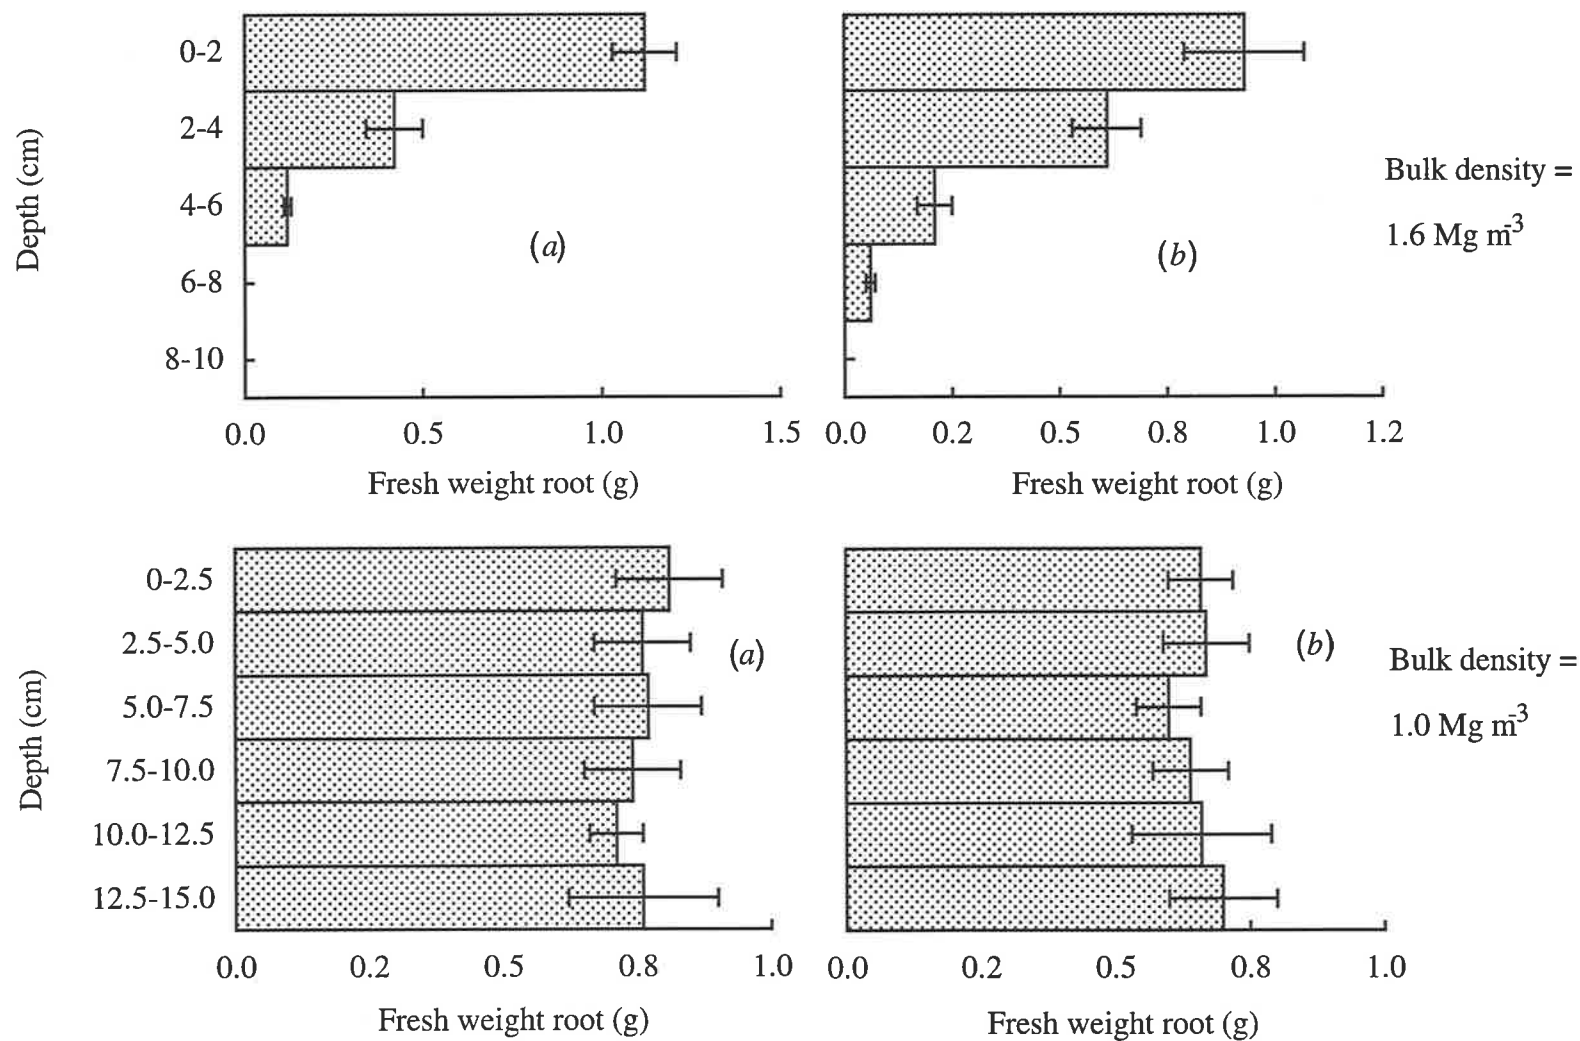 0-2
2-4
4-6
6-8
8-10
Depth (cm)
(a)
0.0 0.5 1.0 1.5
Fresh weight root (g)
(b)
0.0 0.2 0.5 0.8 1.0 1.2
Fresh weight root (g)
Bulk density =
1.6 Mg m⁻³
0-2.5
2.5-5.0
5.0-7.5
7.5-10.0
10.0-12.5
12.5-15.0
Depth (cm)
(a)
0.0 0.2 0.5 0.8 1.0
Fresh weight root (g)
(b)
0.0 0.2 0.5 0.8 1.0
Fresh weight root (g)
Bulk density =
1.0 Mg m⁻³